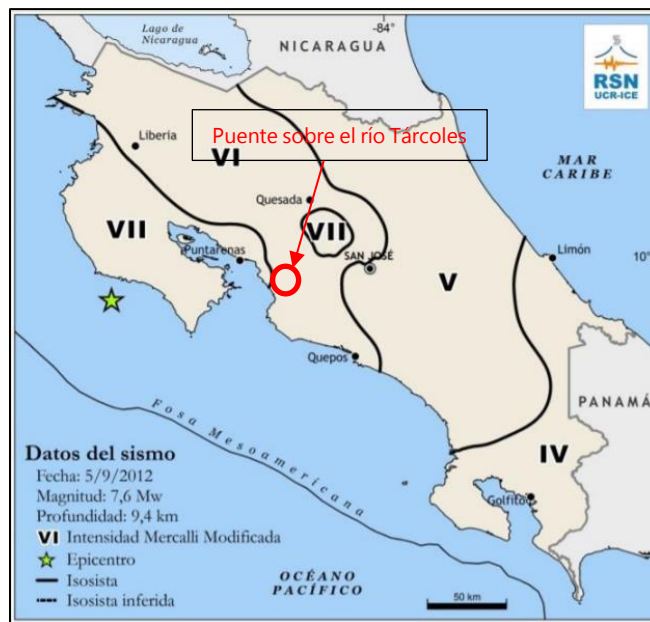 Lago de
Nicaragua
-84°
NICARAGUA
RSN
UCR-ICE
Puente sobre el río Tárcoles
Liberia
VI
MAR
CARIBE
Quesada
VII
VII
Puntarenas
SAN JOSÉ
Limón
10°
V
Quepos
PANAMÁ
Fosa Mesoamericana
IV
Golfito
Datos del sismo
Fecha: 5/9/2012
Magnitud: 7,6 Mw
Profundidad: 9,4 km
VI Intensidad Mercalli Modificada
Epicentro
Isosista
Isosista inferida
OCÉANO
PACÍFICO
50 km